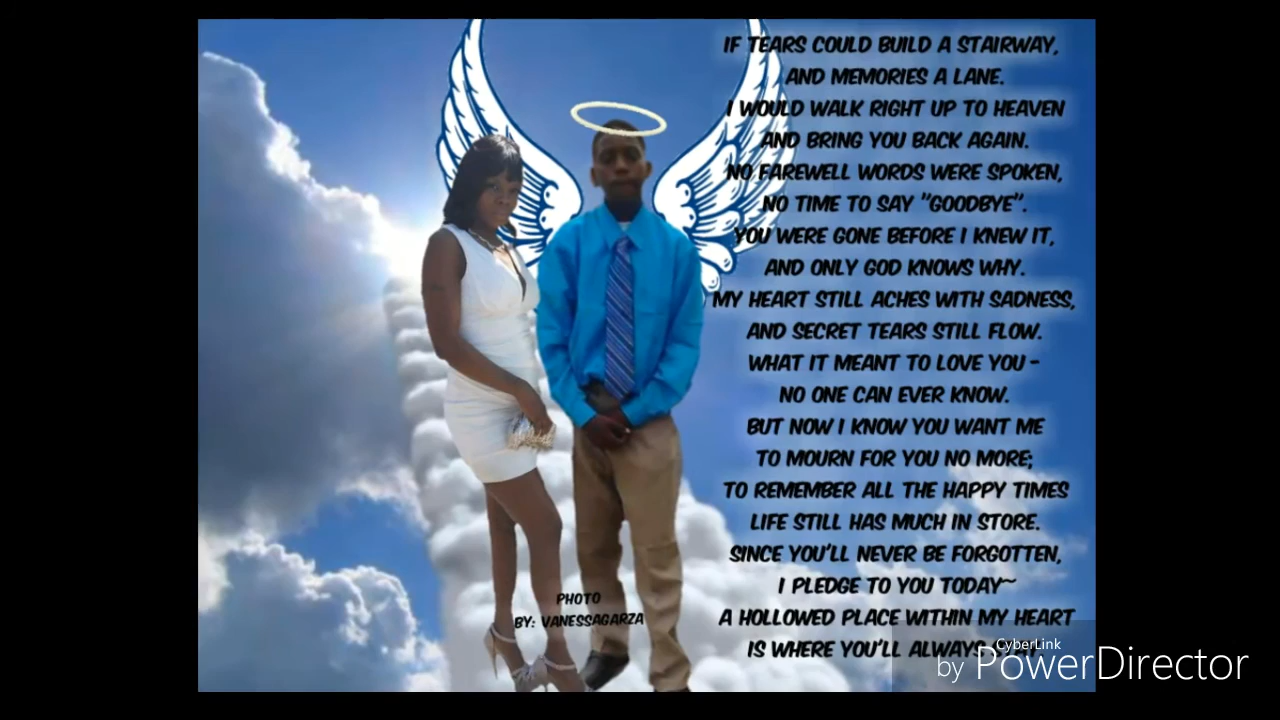 IF TEARS COULD BUILD A STAIRWAY,
AND MEMORIES A LANE.
I WOULD WALK RIGHT UP TO HEAVEN
AND BRING YOU BACK AGAIN.
NO FAREWELL WORDS WERE SPOKEN,
NO TIME TO SAY "GOODBYE".
YOU WERE GONE BEFORE I KNEW IT,
AND ONLY GOD KNOWS WHY.
MY HEART STILL ACHES WITH SADNESS,
AND SECRET TEARS STILL FLOW.
WHAT IT MEANT TO LOVE YOU -
NO ONE CAN EVER KNOW.
BUT NOW I KNOW YOU WANT ME
TO MOURN FOR YOU NO MORE;
TO REMEMBER ALL THE HAPPY TIMES
LIFE STILL HAS MUCH IN STORE.
SINCE YOU'LL NEVER BE FORGOTTEN,
I PLEDGE TO YOU TODAY~
A HOLLOWED PLACE WITHIN MY HEART
IS WHERE YOU'LL ALWAYS
PHOTO
BY: VANESSAGARZA
CyberLink
by PowerDirector